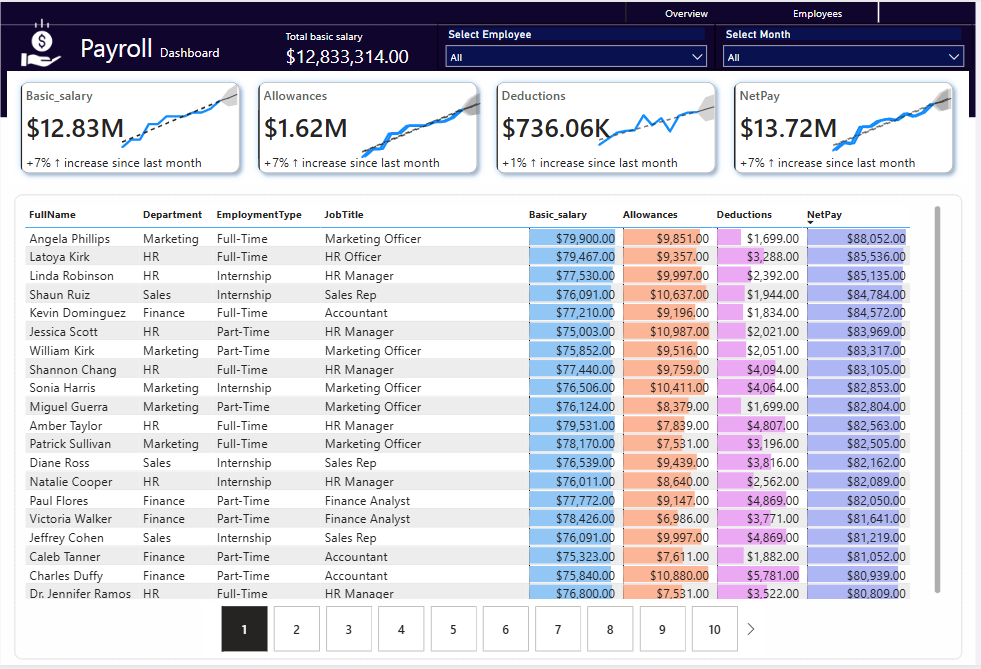 Overview Employees
Payroll Dashboard
Total basic salary
$12,833,314.00
Select Employee
All
Select Month
All
Basic_salary
$12.83M
+7% ↑ increase since last month
Allowances
$1.62M
+7% ↑ increase since last month
Deductions
$736.06K
+1% ↑ increase since last month
NetPay
$13.72M
+7% ↑ increase since last month
FullName Department EmploymentType JobTitle Basic_salary Allowances Deductions NetPay
Angela Phillips Marketing Full-Time Marketing Officer $79,900.00 $9,851.00 $1,699.00 $88,052.00
Latoya Kirk HR Full-Time HR Officer $79,467.00 $9,357.00 $3,288.00 $85,536.00
Linda Robinson HR Internship HR Manager $77,530.00 $9,997.00 $2,392.00 $85,135.00
Shaun Ruiz Sales Internship Sales Rep $76,091.00 $10,637.00 $1,944.00 $84,784.00
Kevin Dominguez Finance Full-Time Accountant $77,210.00 $9,196.00 $1,834.00 $84,572.00
Jessica Scott HR Part-Time HR Manager $75,003.00 $10,987.00 $2,021.00 $83,969.00
William Kirk Marketing Part-Time Marketing Officer $75,852.00 $9,516.00 $2,051.00 $83,317.00
Shannon Chang HR Full-Time HR Manager $77,440.00 $9,759.00 $4,094.00 $83,105.00
Sonia Harris Marketing Internship Marketing Officer $76,506.00 $10,411.00 $4,064.00 $82,853.00
Miguel Guerra Marketing Part-Time Marketing Officer $76,124.00 $8,379.00 $1,699.00 $82,804.00
Amber Taylor HR Full-Time HR Manager $79,531.00 $7,839.00 $4,807.00 $82,563.00
Patrick Sullivan Marketing Full-Time Marketing Officer $78,170.00 $7,531.00 $3,196.00 $82,505.00
Diane Ross Sales Internship Sales Rep $76,539.00 $9,439.00 $3,816.00 $82,162.00
Natalie Cooper HR Internship HR Manager $76,011.00 $8,640.00 $2,562.00 $82,089.00
Paul Flores Finance Part-Time Finance Analyst $77,772.00 $9,147.00 $4,869.00 $82,050.00
Victoria Walker Finance Part-Time Finance Analyst $78,426.00 $6,986.00 $3,771.00 $81,641.00
Jeffrey Cohen Sales Internship Sales Rep $76,091.00 $9,997.00 $4,869.00 $81,219.00
Caleb Tanner Finance Part-Time Accountant $75,323.00 $7,611.00 $1,882.00 $81,052.00
Charles Duffy Finance Part-Time Accountant $75,840.00 $10,880.00 $5,781.00 $80,939.00
Dr. Jennifer Ramos HR Full-Time HR Manager $76,800.00 $7,531.00 $3,522.00 $80,809.00
1 2 3 4 5 6 7 8 9 10